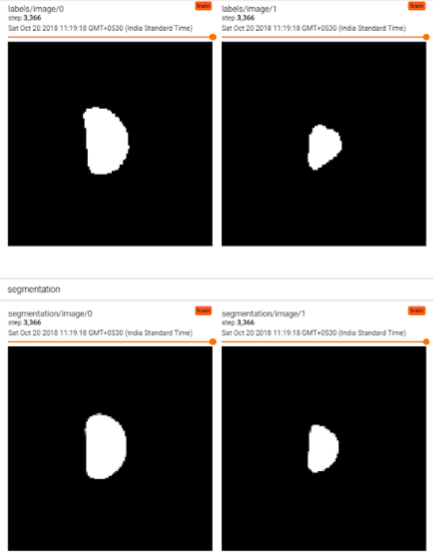 labels/image/0 train
step 3,366
Sat Oct 20 2018 11:19:18 GMT+0530 (India Standard Time)
labels/image/1 train
step 3,366
Sat Oct 20 2018 11:19:18 GMT+0530 (India Standard Time)
segmentation
segmentation/image/0 train
step 3,366
Sat Oct 20 2018 11:19:18 GMT+0530 (India Standard Time)
segmentation/image/1 train
step 3,366
Sat Oct 20 2018 11:19:18 GMT+0530 (India Standard Time)